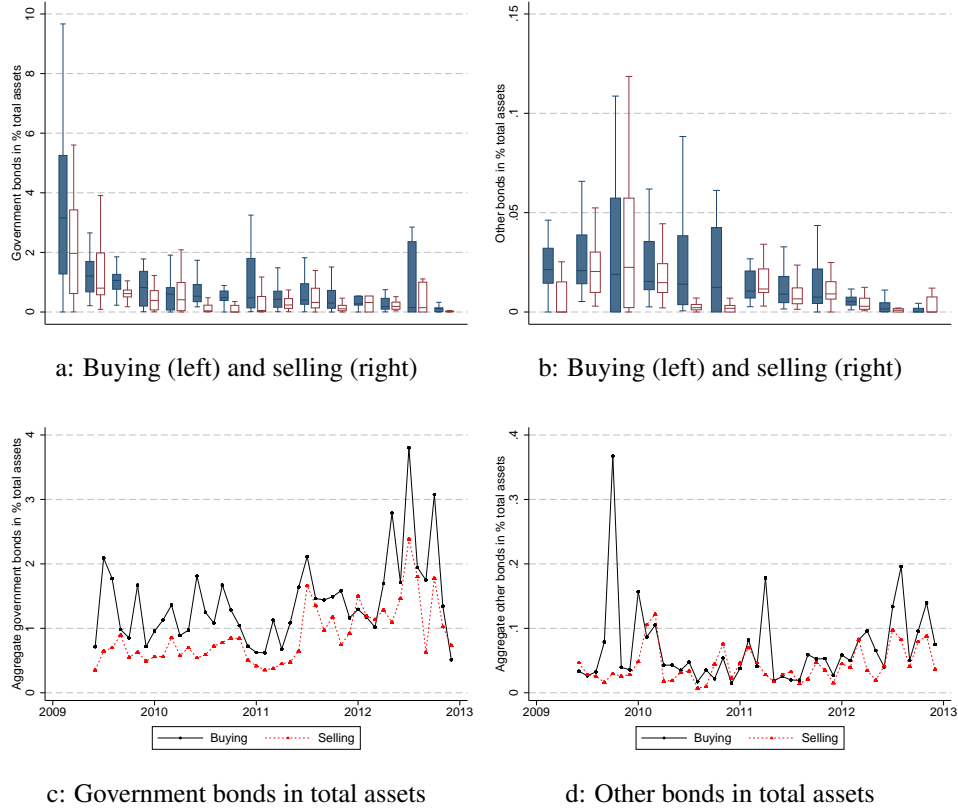 10
8
6
4
2
0
Government bonds in % total assets
.15
.1
.05
0
Other bonds in % total assets
a: Buying (left) and selling (right)
b: Buying (left) and selling (right)
4
3
2
1
0
Aggregate government bonds in % total assets
2009 2010 2011 2012 2013
Buying Selling
.4
.3
.2
.1
0
Aggregate other bonds in % total assets
2009 2010 2011 2012 2013
Buying Selling
c: Government bonds in total assets
d: Other bonds in total assets